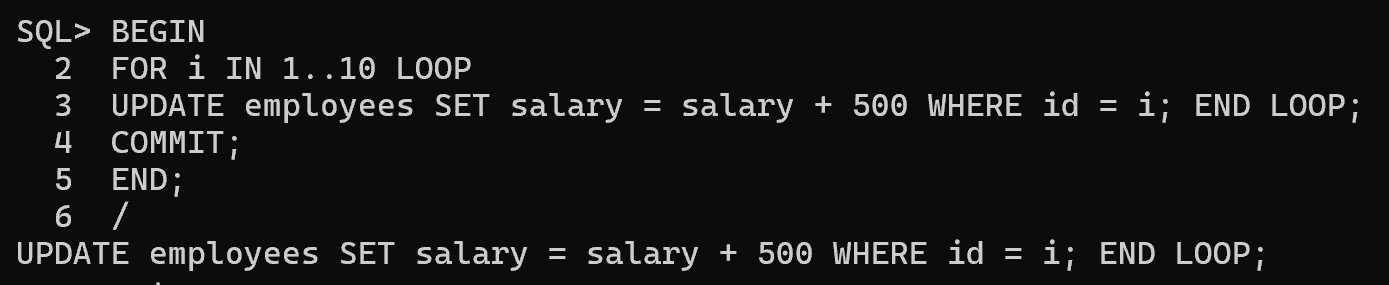 SQL> BEGIN
2 FOR i IN 1..10 LOOP
3 UPDATE employees SET salary = salary + 500 WHERE id = i; END LOOP;
4 COMMIT;
5 END;
6 /
UPDATE employees SET salary = salary + 500 WHERE id = i; END LOOP;